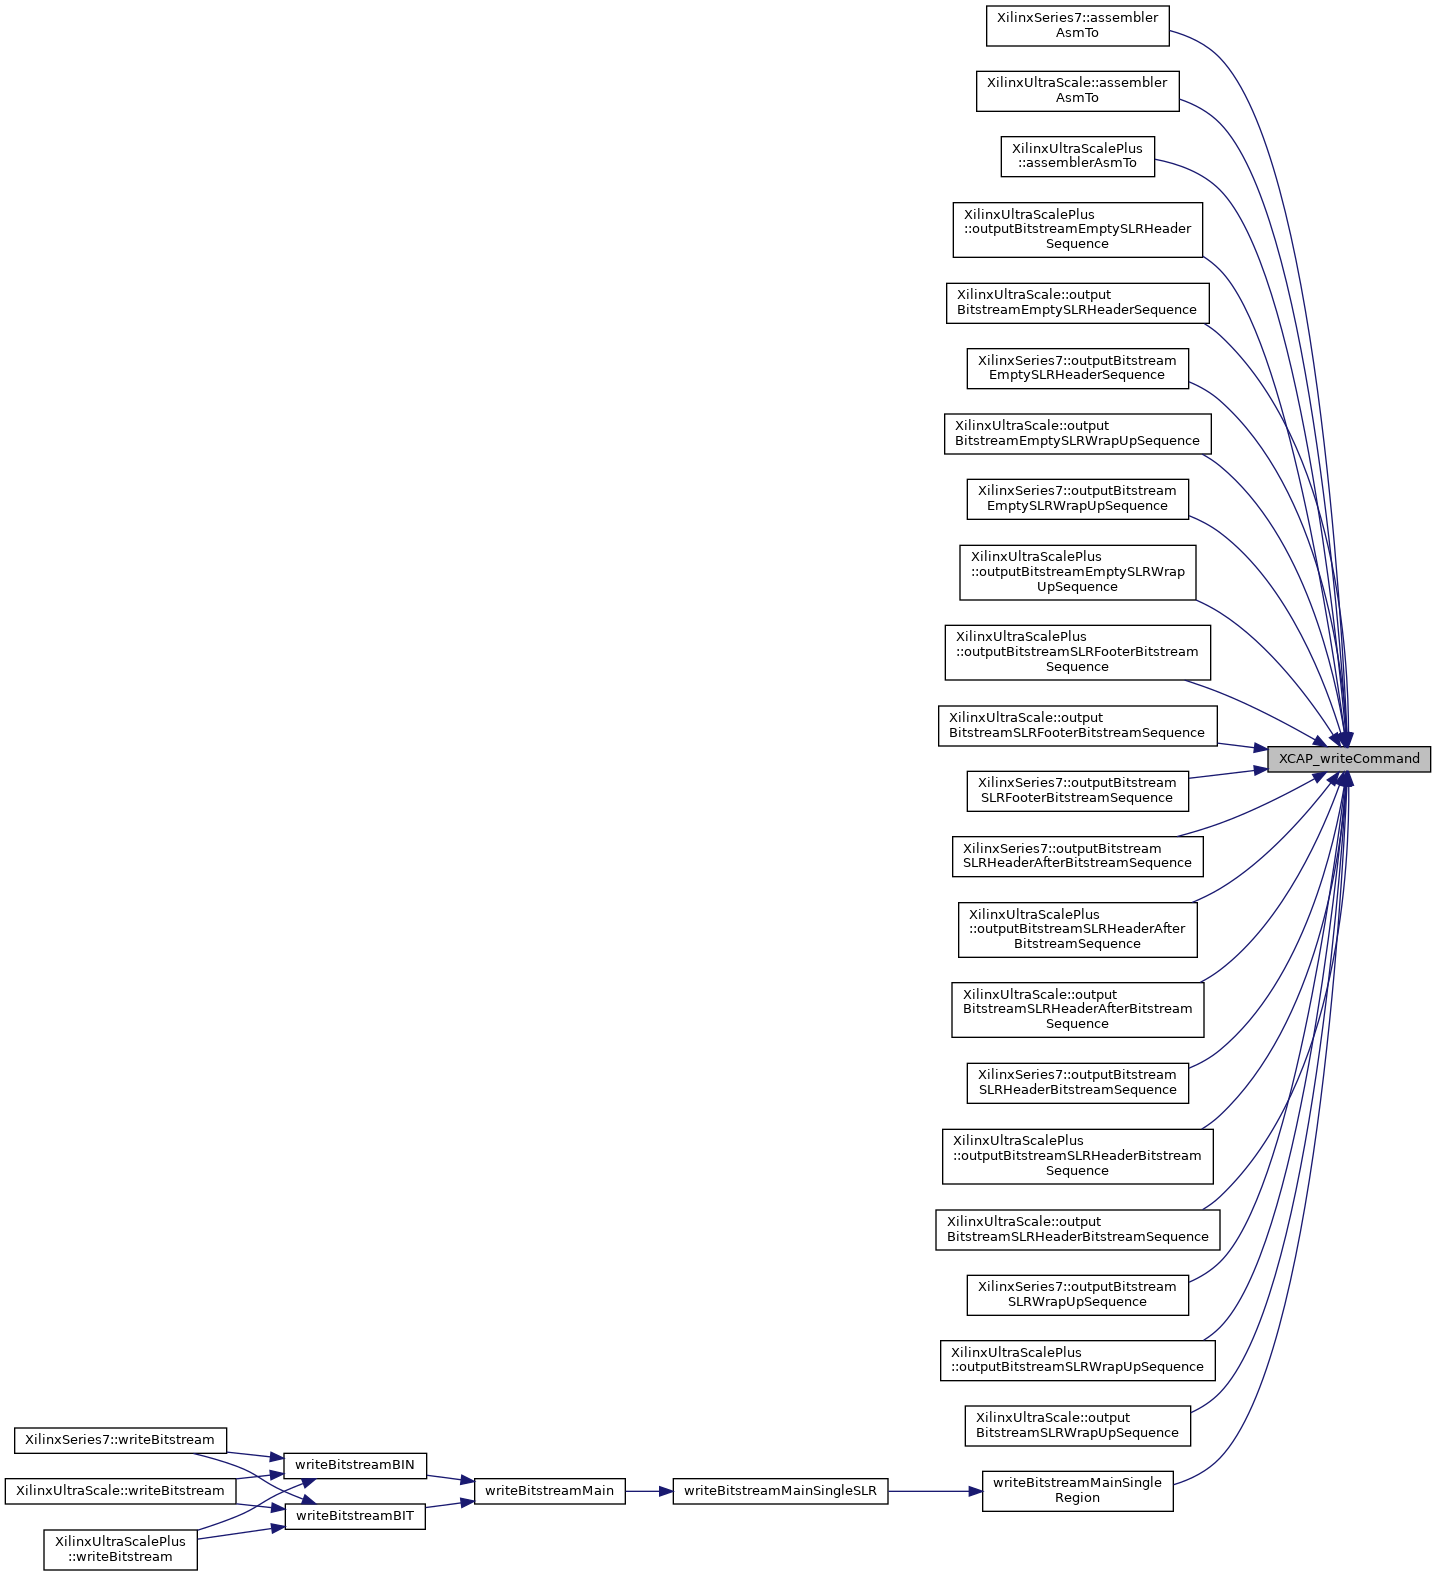 XilinxSeries7::assembler
AsmTo
XilinxUltraScale::assembler
AsmTo
XilinxUltraScalePlus
::assemblerAsmTo
XilinxUltraScalePlus
::outputBitstreamEmptySLRHeader
Sequence
XilinxUltraScale::output
BitstreamEmptySLRHeaderSequence
XilinxSeries7::outputBitstream
EmptySLRHeaderSequence
XilinxUltraScale::output
BitstreamEmptySLRWrapUpSequence
XilinxSeries7::outputBitstream
EmptySLRWrapUpSequence
XilinxUltraScalePlus
::outputBitstreamEmptySLRWrap
UpSequence
XilinxUltraScalePlus
::outputBitstreamSLRFooterBitstream
Sequence
XilinxUltraScale::output
BitstreamSLRFooterBitstreamSequence
XCAP_writeCommand
XilinxSeries7::outputBitstream
SLRFooterBitstreamSequence
XilinxSeries7::outputBitstream
SLRHeaderAfterBitstreamSequence
XilinxUltraScalePlus
::outputBitstreamSLRHeaderAfter
BitstreamSequence
XilinxUltraScale::output
BitstreamSLRHeaderAfterBitstream
Sequence
XilinxSeries7::outputBitstream
SLRHeaderBitstreamSequence
XilinxUltraScalePlus
::outputBitstreamSLRHeaderBitstream
Sequence
XilinxUltraScale::output
BitstreamSLRHeaderBitstreamSequence
XilinxSeries7::outputBitstream
SLRWrapUpSequence
XilinxUltraScalePlus
::outputBitstreamSLRWrapUpSequence
XilinxUltraScale::output
BitstreamSLRWrapUpSequence
XilinxSeries7::writeBitstream
XilinxUltraScale::writeBitstream
XilinxUltraScalePlus
::writeBitstream
writeBitstreamBIN
writeBitstreamBIT
writeBitstreamMain
writeBitstreamMainSingleSLR
writeBitstreamMainSingle
Region